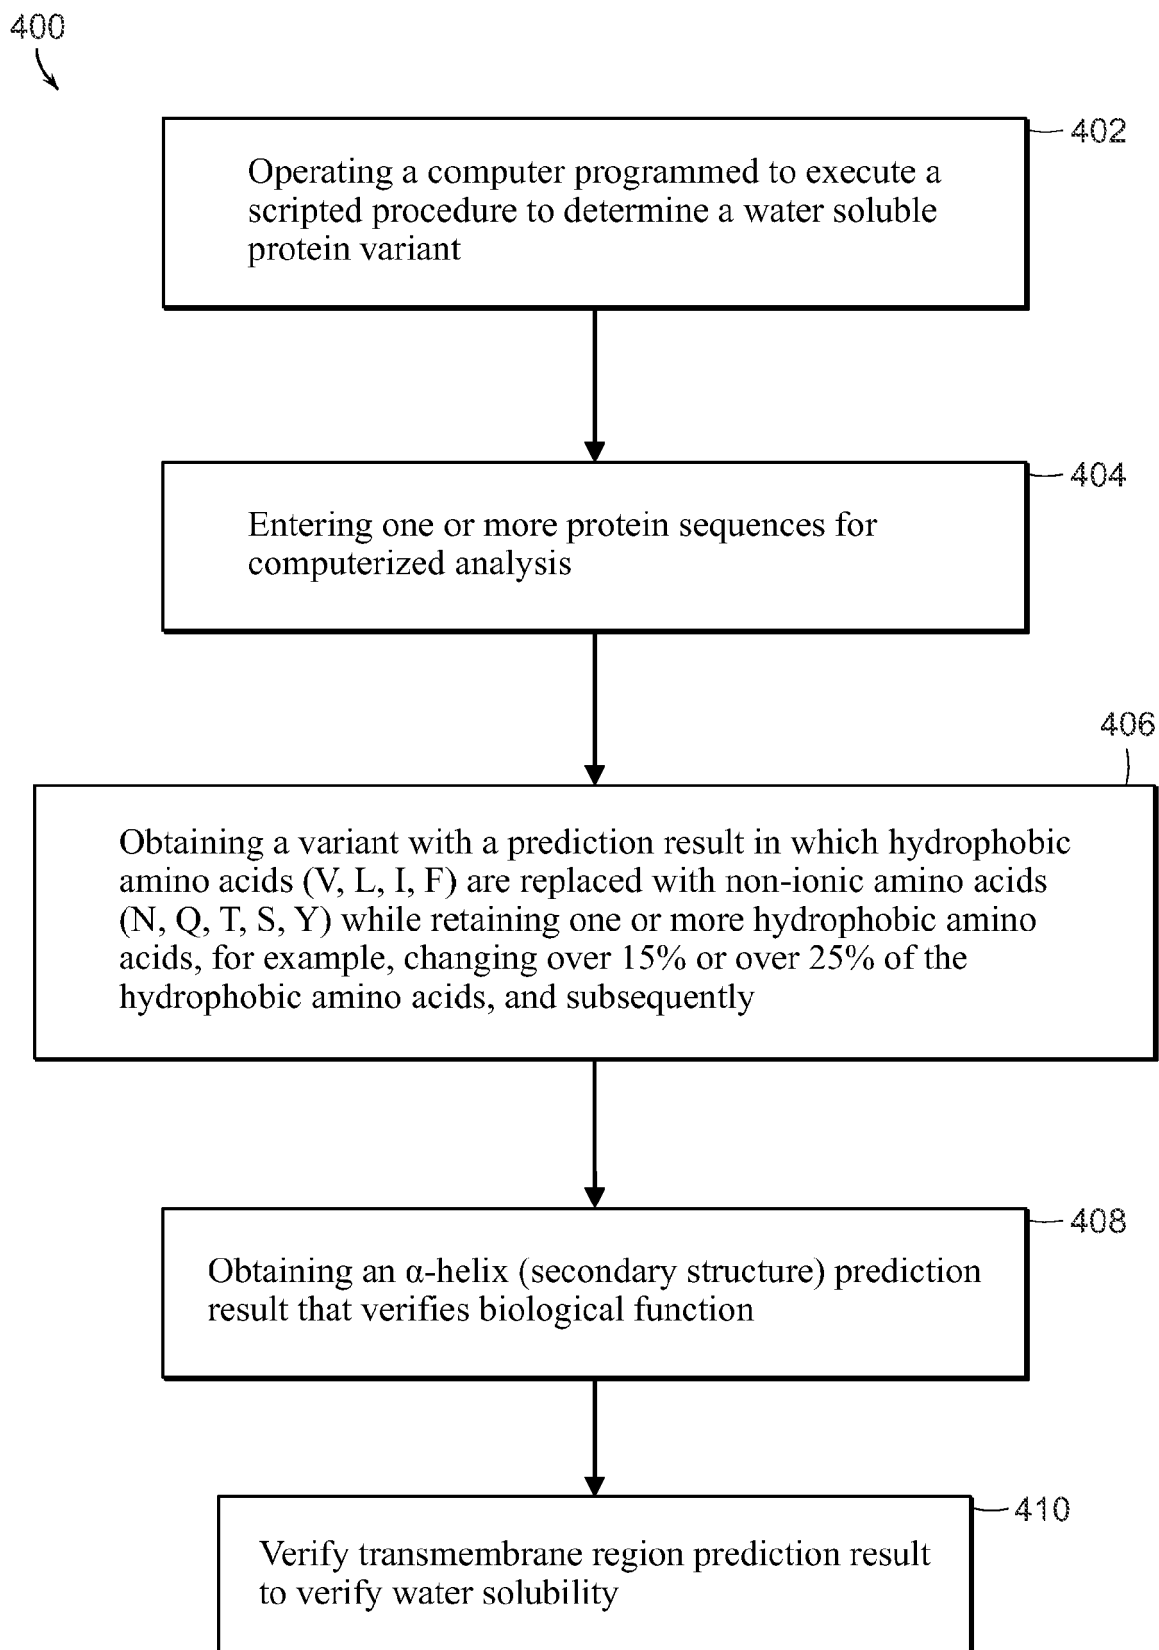 400
402
Operating a computer programmed to execute a
scripted procedure to determine a water soluble
protein variant
404
Entering one or more protein sequences for
computerized analysis
406
Obtaining a variant with a prediction result in which hydrophobic
amino acids (V, L, I, F) are replaced with non-ionic amino acids
(N, Q, T, S, Y) while retaining one or more hydrophobic amino
acids, for example, changing over 15% or over 25% of the
hydrophobic amino acids, and subsequently
408
Obtaining an α-helix (secondary structure) prediction
result that verifies biological function
410
Verify transmembrane region prediction result
to verify water solubility